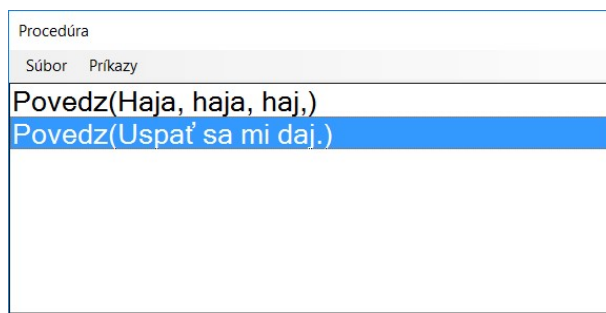 Procedúra
Súbor Príkazy
Povedz(Haja, haja, haj,)
Povedz(Uspať sa mi daj.)